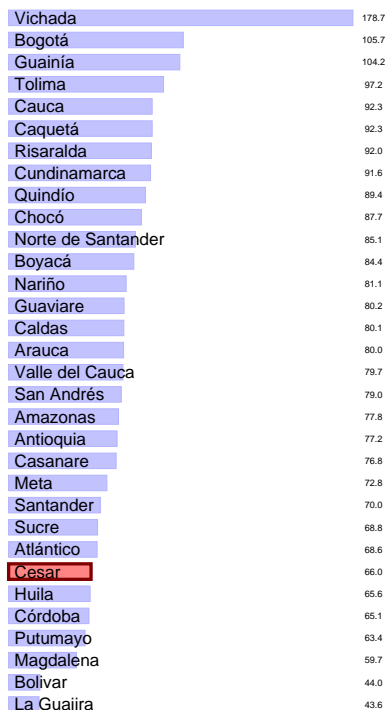 Vichada 178.7
Bogotá 105.7
Guainía 104.2
Tolima 97.2
Cauca 92.3
Caquetá 92.3
Risaralda 92.0
Cundinamarca 91.6
Quindío 89.4
Chocó 87.7
Norte de Santander 85.1
Boyacá 84.4
Nariño 81.1
Guaviare 80.2
Caldas 80.1
Arauca 80.0
Valle del Cauca 79.7
San Andrés 79.0
Amazonas 77.8
Antioquia 77.2
Casanare 76.8
Meta 72.8
Santander 70.0
Sucre 68.8
Atlántico 68.6
Cesar 66.0
Huila 65.6
Córdoba 65.1
Putumayo 63.4
Magdalena 59.7
Bolivar 44.0
La Guajira 43.6